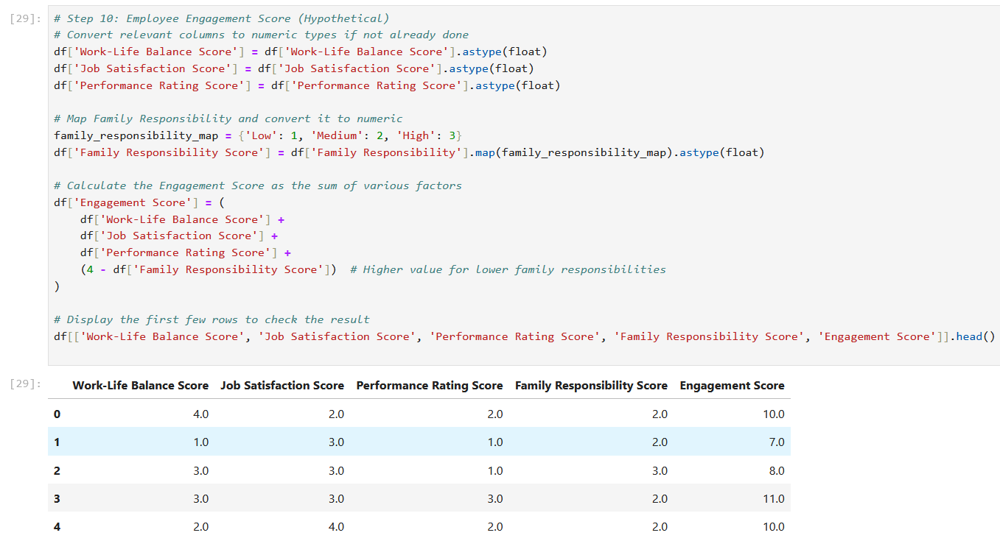 [29]:
# Step 10: Employee Engagement Score (Hypothetical)
# Convert relevant columns to numeric types if not already done
df['Work-Life Balance Score'] = df['Work-Life Balance Score'].astype(float)
df['Job Satisfaction Score'] = df['Job Satisfaction Score'].astype(float)
df['Performance Rating Score'] = df['Performance Rating Score'].astype(float)
# Map Family Responsibility and convert it to numeric
family_responsibility_map = {'Low': 1, 'Medium': 2, 'High': 3}
df['Family Responsibility Score'] = df['Family Responsibility'].map(family_responsibility_map).astype(float)
# Calculate the Engagement Score as the sum of various factors
df['Engagement Score'] = (
    df['Work-Life Balance Score'] +
    df['Job Satisfaction Score'] +
    df['Performance Rating Score'] +
    (4 - df['Family Responsibility Score'])  # Higher value for lower family responsibilities
)
# Display the first few rows to check the result
df[['Work-Life Balance Score', 'Job Satisfaction Score', 'Performance Rating Score', 'Family Responsibility Score', 'Engagement Score']].head()
[29]:
Work-Life Balance Score Job Satisfaction Score Performance Rating Score Family Responsibility Score Engagement Score
0 4.0 2.0 2.0 2.0 10.0
1 1.0 3.0 1.0 2.0 7.0
2 3.0 3.0 1.0 3.0 8.0
3 3.0 3.0 3.0 2.0 11.0
4 2.0 4.0 2.0 2.0 10.0